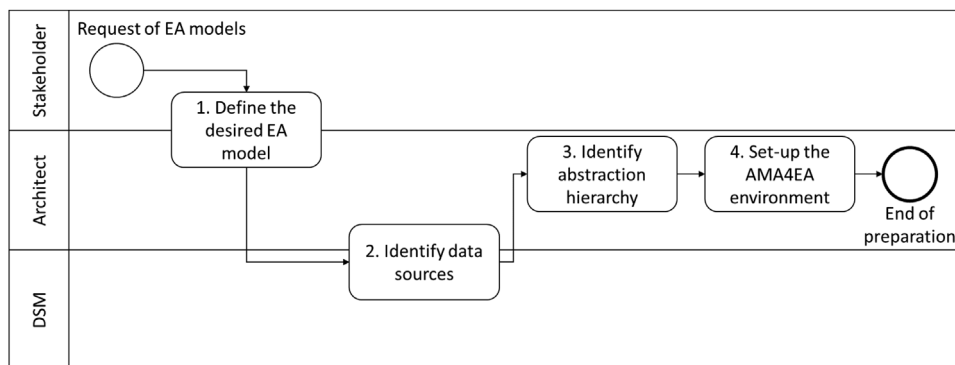 Stakeholder
Request of EA models
1. Define the
desired EA
model
Architect
3. Identify
abstraction
hierarchy
4. Set-up the
AMA4EA
environment
End of
preparation
2. Identify data
sources
DSM